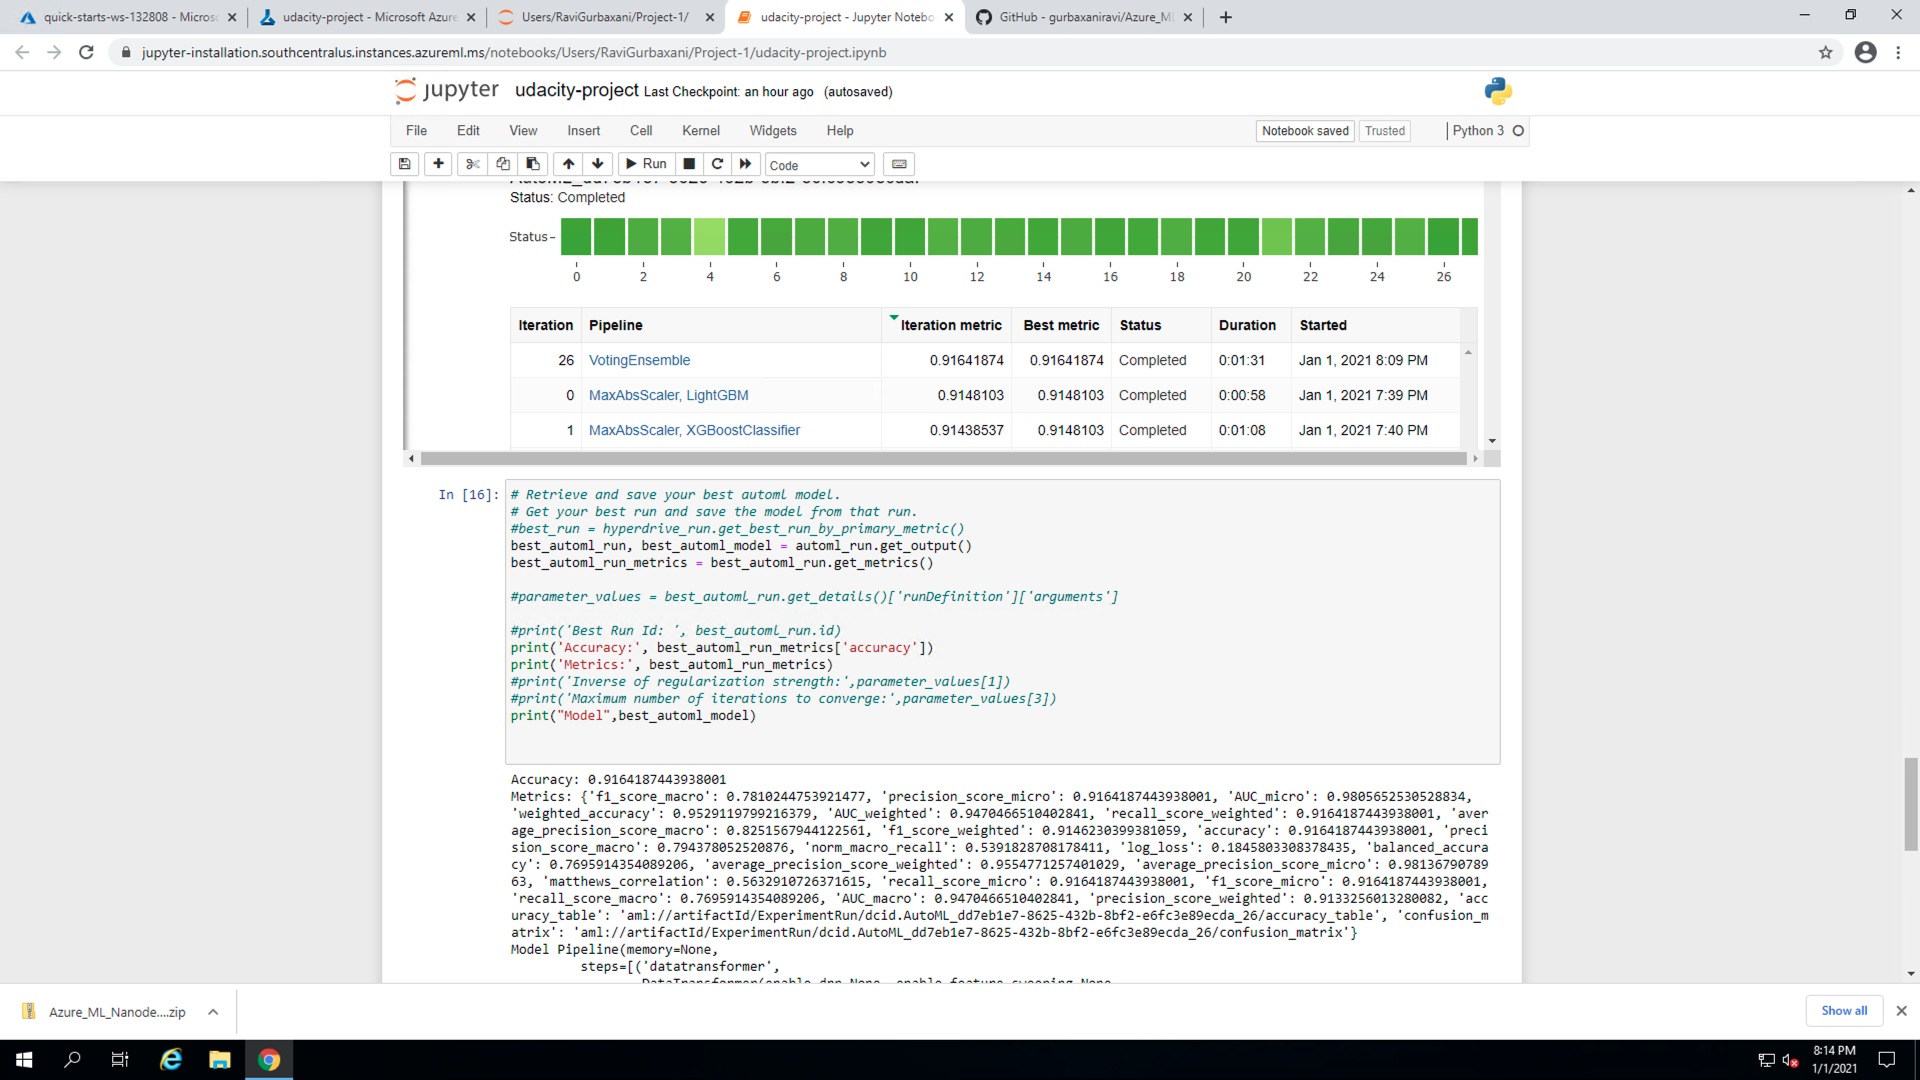 quick-starts-ws-132808 - Micros
udacity-project - Microsoft Azure
Users/RaviGurbaxani/Project-1/
udacity-project - Jupyter Notebo
GitHub - gurbaxaniravi/Azure_ML
jupyter-installation.southcentralus.instances.azureml.ms/notebooks/Users/RaviGurbaxani/Project-1/udacity-project.ipynb
jupyter udacity-project Last Checkpoint: an hour ago (autosaved)
File Edit View Insert Cell Kernel Widgets Help Notebook saved Trusted Python 3
Run Code
Status: Completed
Status
0 2 4 6 8 10 12 14 16 18 20 22 24 26
Iteration Pipeline Iteration metric Best metric Status Duration Started
26 VotingEnsemble 0.91641874 0.91641874 Completed 0:01:31 Jan 1, 2021 8:09 PM
0 MaxAbsScaler, LightGBM 0.9148103 0.9148103 Completed 0:00:58 Jan 1, 2021 7:39 PM
1 MaxAbsScaler, XGBoostClassifier 0.91438537 0.9148103 Completed 0:01:08 Jan 1, 2021 7:40 PM
In [16]: # Retrieve and save your best automl model.
# Get your best run and save the model from that run.
#best_run = hyperdrive_run.get_best_run_by_primary_metric()
best_automl_run, best_automl_model = automl_run.get_output()
best_automl_run_metrics = best_automl_run.get_metrics()
#parameter_values = best_automl_run.get_details()['runDefinition']['arguments']
#print('Best Run Id: ', best_automl_run.id)
print('Accuracy:', best_automl_run_metrics['accuracy'])
print('Metrics:', best_automl_run_metrics)
#print('Inverse of regularization strength:',parameter_values[1])
#print('Maximum number of iterations to converge:',parameter_values[3])
print("Model",best_automl_model)
Accuracy: 0.9164187443938001
Metrics: {'f1_score_macro': 0.7810244753921477, 'precision_score_micro': 0.9164187443938001, 'AUC_micro': 0.9805652530528834,
'weighted_accuracy': 0.9529119799216379, 'AUC_weighted': 0.9470466510402841, 'recall_score_weighted': 0.9164187443938001, 'aver
age_precision_score_macro': 0.8251567944122561, 'f1_score_weighted': 0.9146230399381059, 'accuracy': 0.9164187443938001, 'preci
sion_score_macro': 0.794378052520876, 'norm_macro_recall': 0.5391828708178411, 'log_loss': 0.1845803308378435, 'balanced_accura
cy': 0.7695914354089206, 'average_precision_score_weighted': 0.9554771257401029, 'average_precision_score_micro': 0.98136790789
63, 'matthews_correlation': 0.5632910726371615, 'recall_score_micro': 0.9164187443938001, 'f1_score_micro': 0.9164187443938001,
'recall_score_macro': 0.7695914354089206, 'AUC_macro': 0.9470466510402841, 'precision_score_weighted': 0.9133256013280082, 'acc
uracy_table': 'aml://artifactId/ExperimentRun/dcid.AutoML_dd7eb1e7-8625-432b-8bf2-e6fc3e89ecda_26/accuracy_table', 'confusion_m
atrix': 'aml://artifactId/ExperimentRun/dcid.AutoML_dd7eb1e7-8625-432b-8bf2-e6fc3e89ecda_26/confusion_matrix'}
Model Pipeline(memory=None,
steps=[('datatransformer',
Azure_ML_Nanode....zip
Show all
8:14 PM
1/1/2021